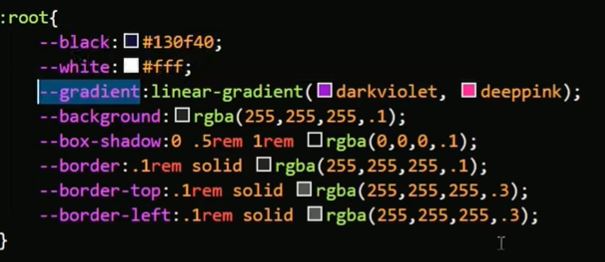 :root{
--black:#130f40;
--white:#fff;
--gradient:linear-gradient(darkviolet, deeppink);
--background:rgba(255,255,255,.1);
--box-shadow:0 .5rem 1rem rgba(0,0,0,.1);
--border:.1rem solid rgba(255,255,255,.1);
--border-top:.1rem solid rgba(255,255,255,.3);
--border-left:.1rem solid rgba(255,255,255,.3);
}